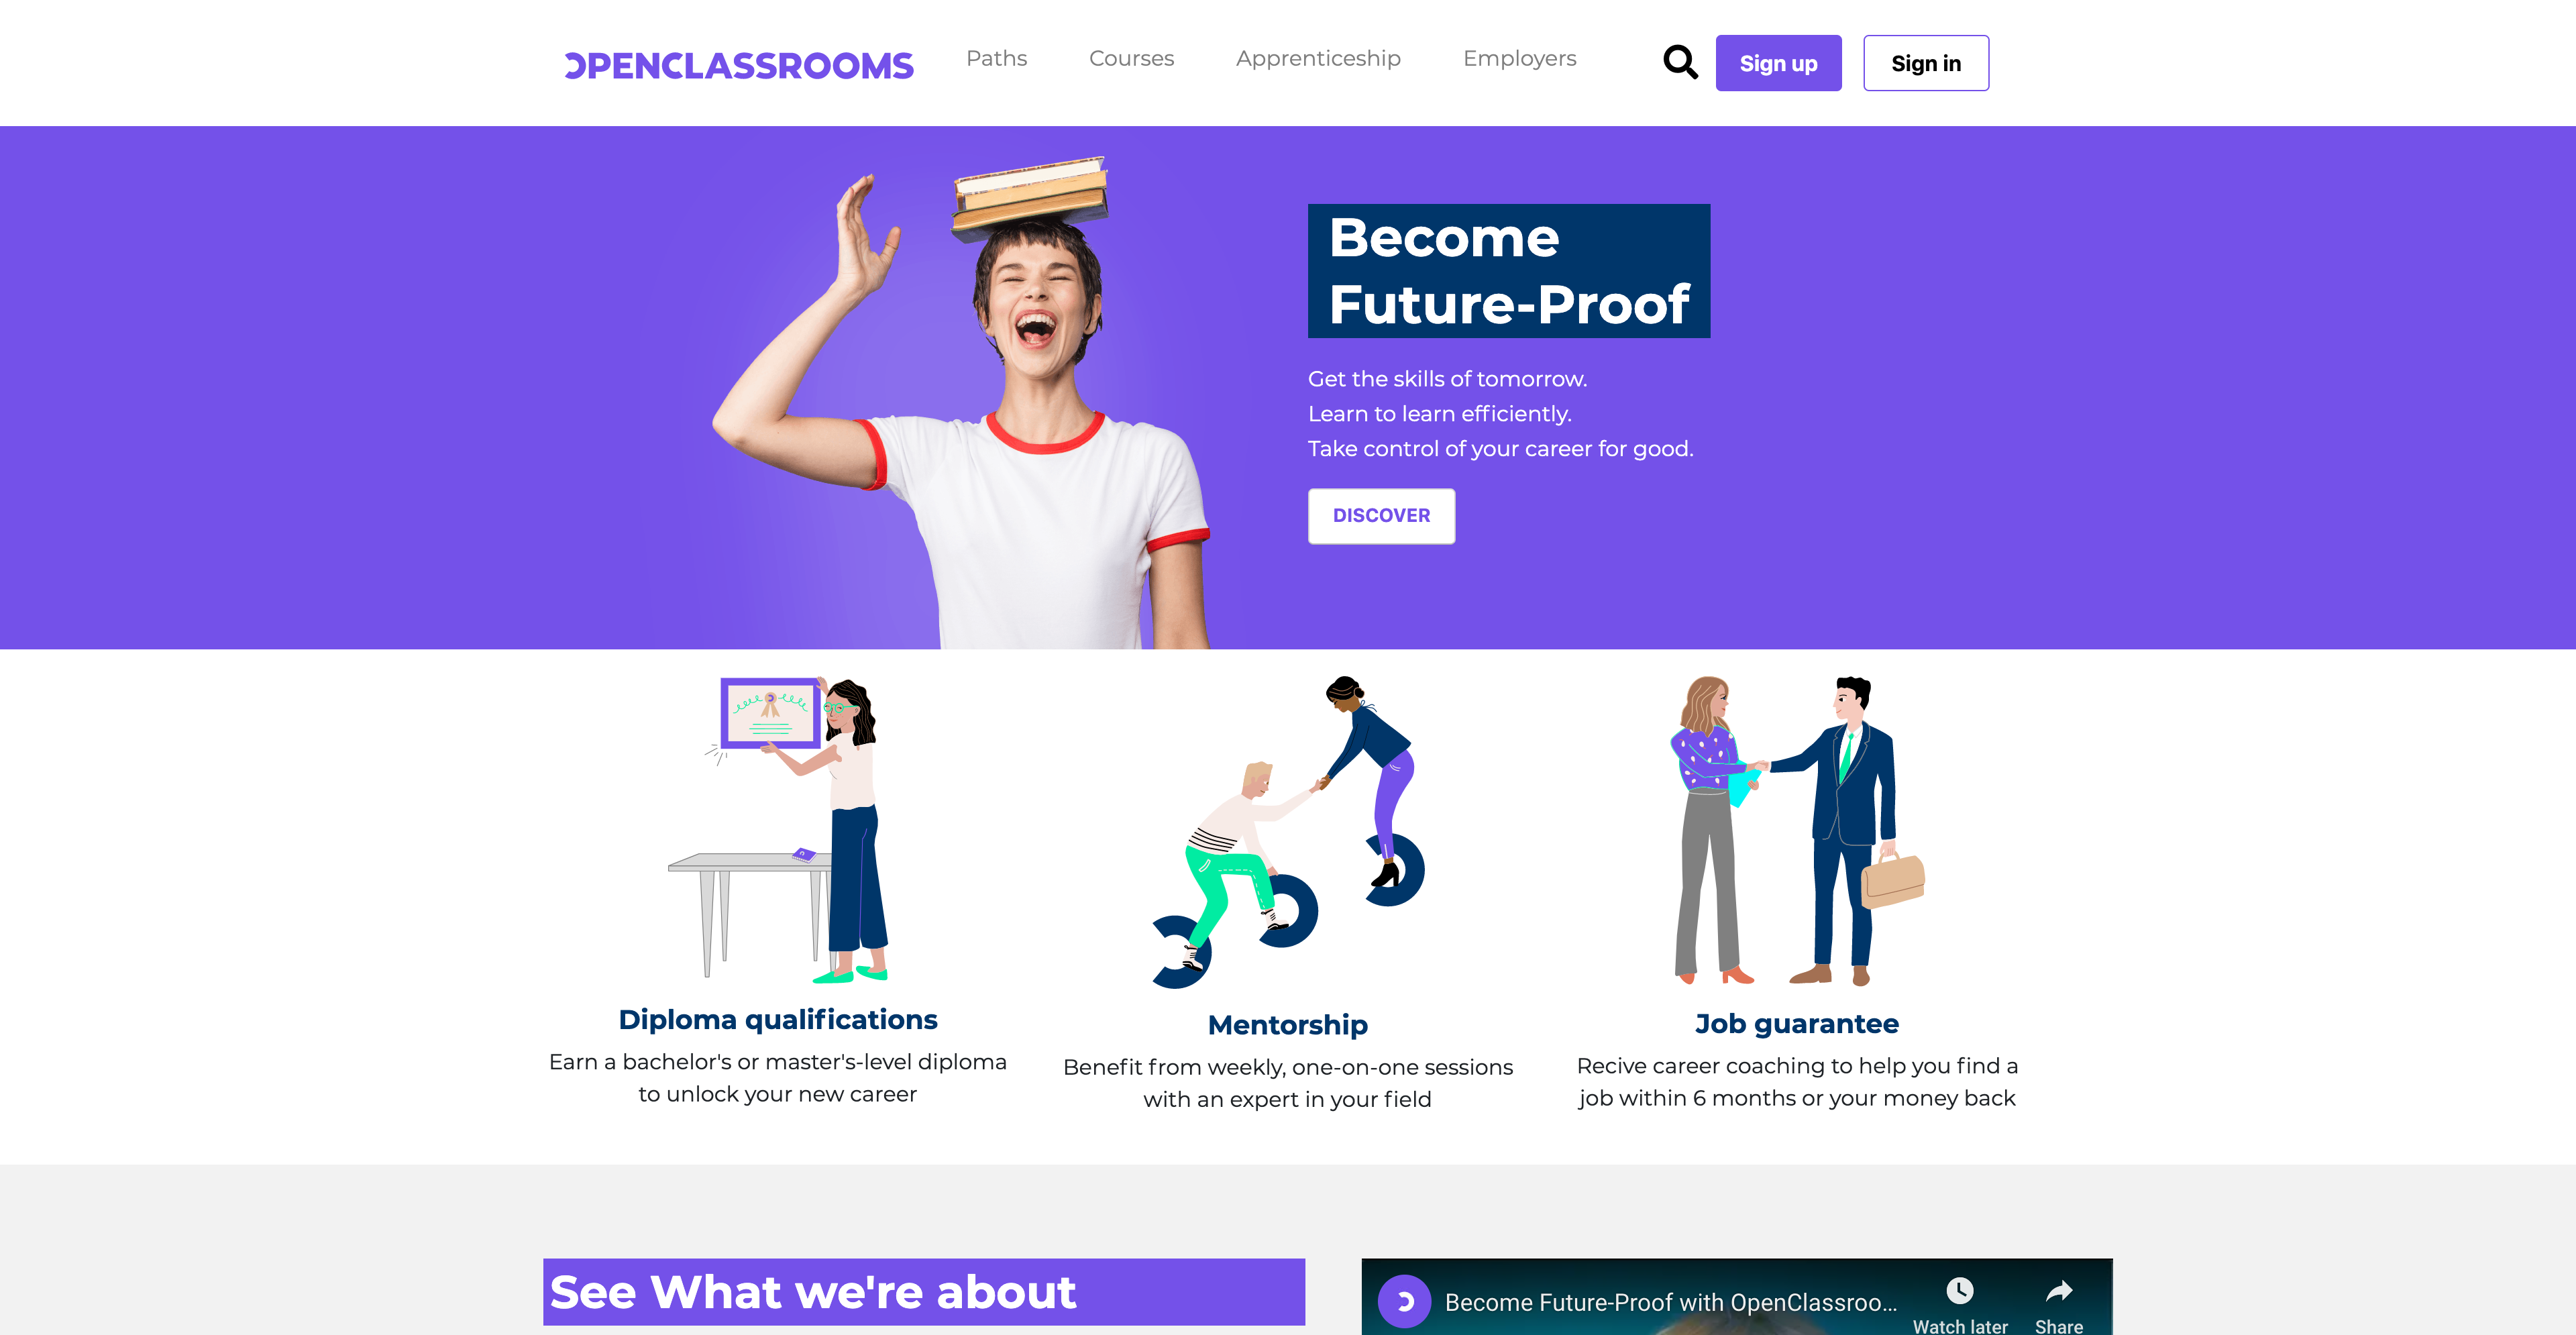 OPENCLASSROOMS
Paths
Courses
Apprenticeship
Employers
Sign up
Sign in
Become
Future-Proof
Get the skills of tomorrow.
Learn to learn efficiently.
Take control of your career for good.
DISCOVER
Diploma qualifications
Earn a bachelor's or master's-level diploma
to unlock your new career
Mentorship
Benefit from weekly, one-on-one sessions
with an expert in your field
Job guarantee
Recive career coaching to help you find a
job within 6 months or your money back
See What we're about
Become Future-Proof with OpenClassroo...
Watch later
Share